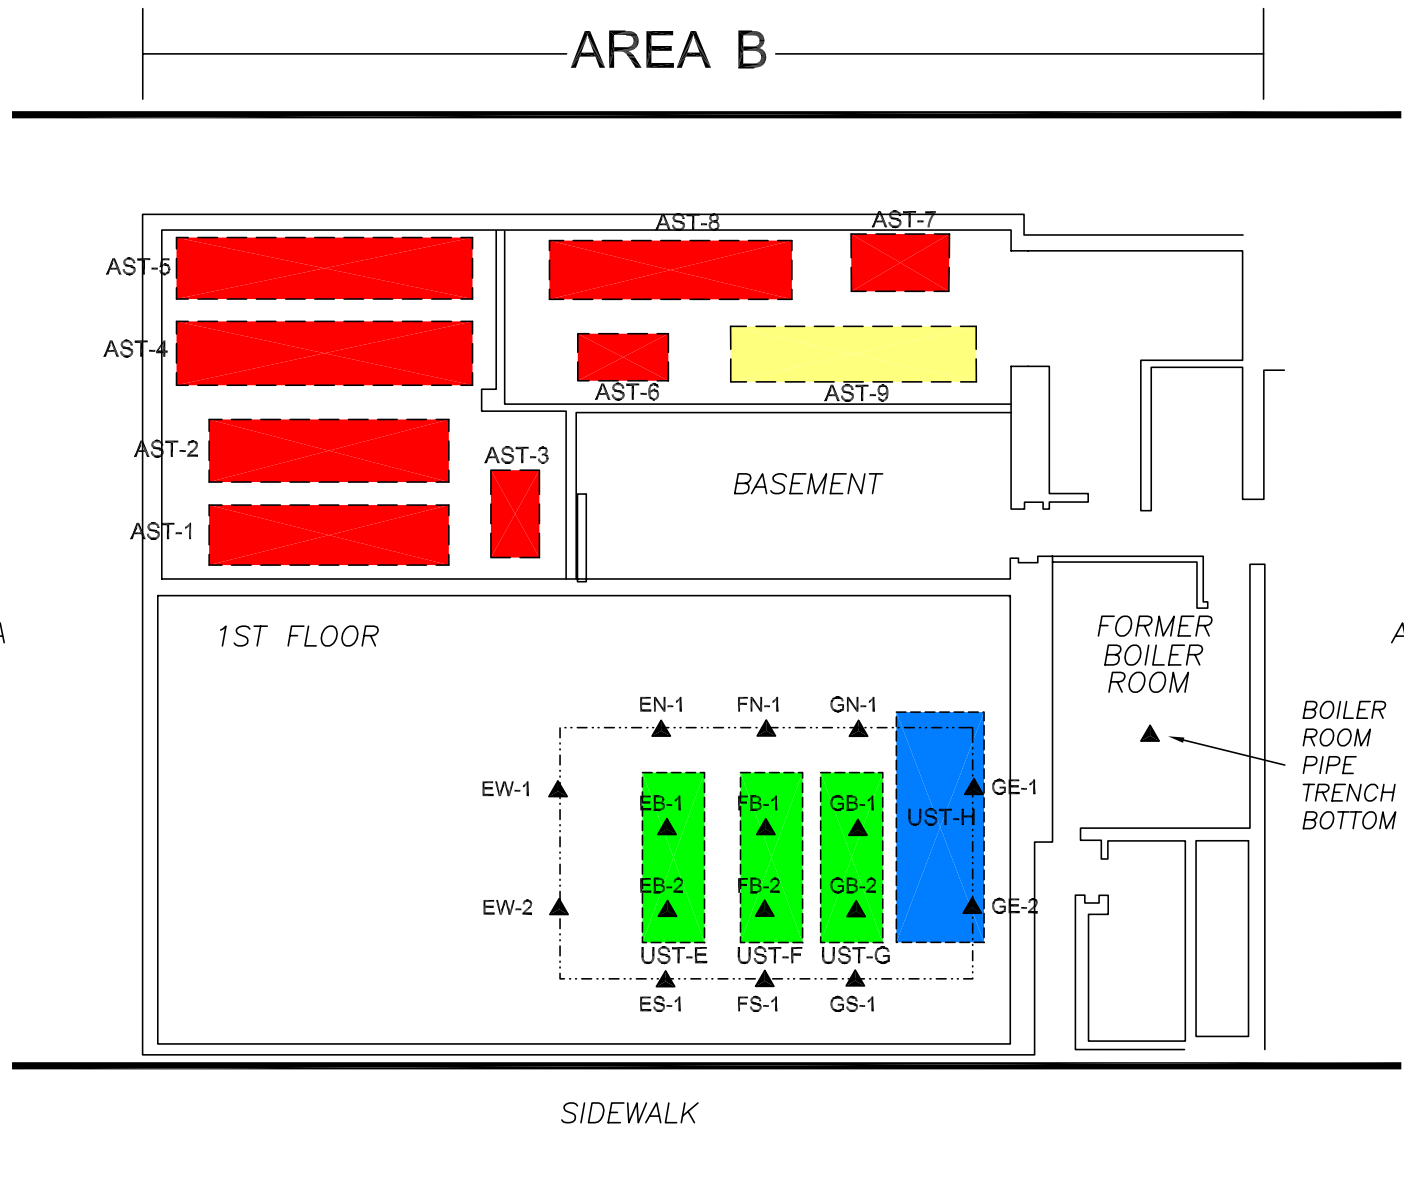 AREA B
AST-8
AST-7
AST-5
AST-4
AST-6
AST-9
AST-2
AST-3
BASEMENT
AST-1
1ST FLOOR
FORMER
BOILER
ROOM
EN-1
FN-1
GN-1
BOILER
ROOM
PIPE
TRENCH
BOTTOM
EW-1
GE-1
EB-1
FB-1
GB-1
UST-H
EB-2
FB-2
GB-2
EW-2
GE-2
UST-E
UST-F
UST-G
ES-1
FS-1
GS-1
SIDEWALK